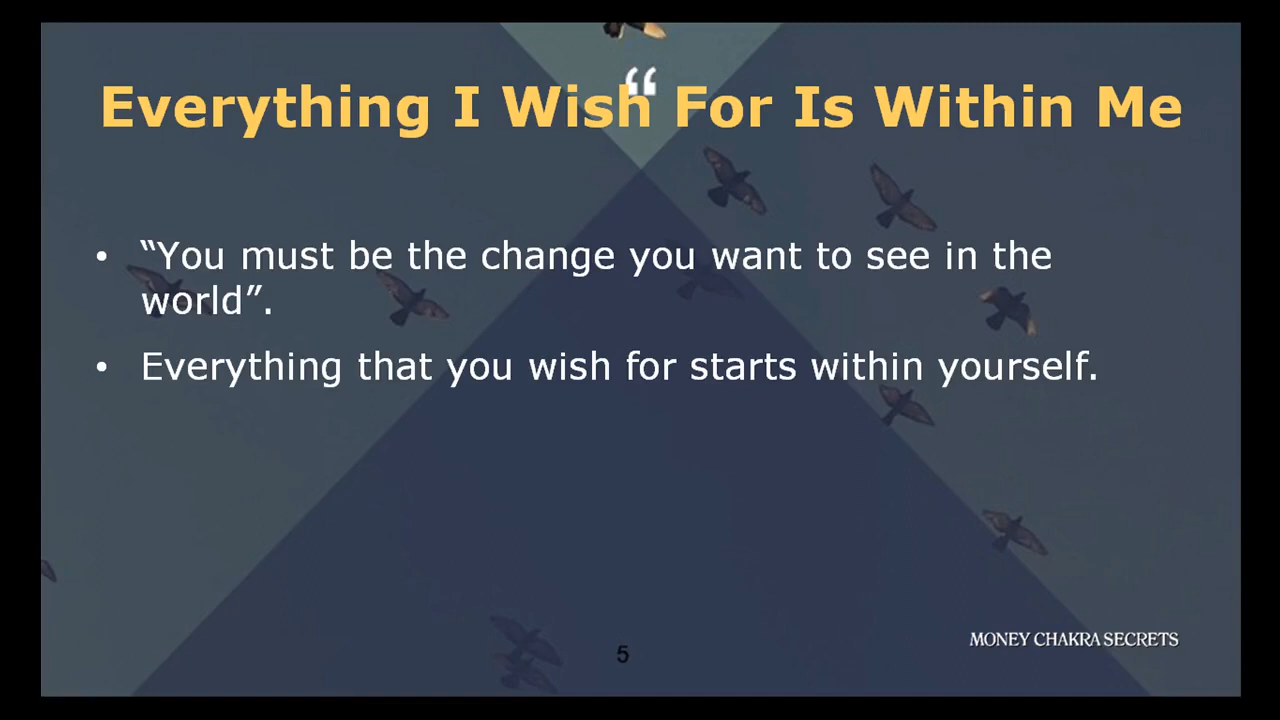 “
Everything I Wish For Is Within Me
• “You must be the change you want to see in the
world”.
• Everything that you wish for starts within yourself.
MONEY CHAKRA SECRETS
5